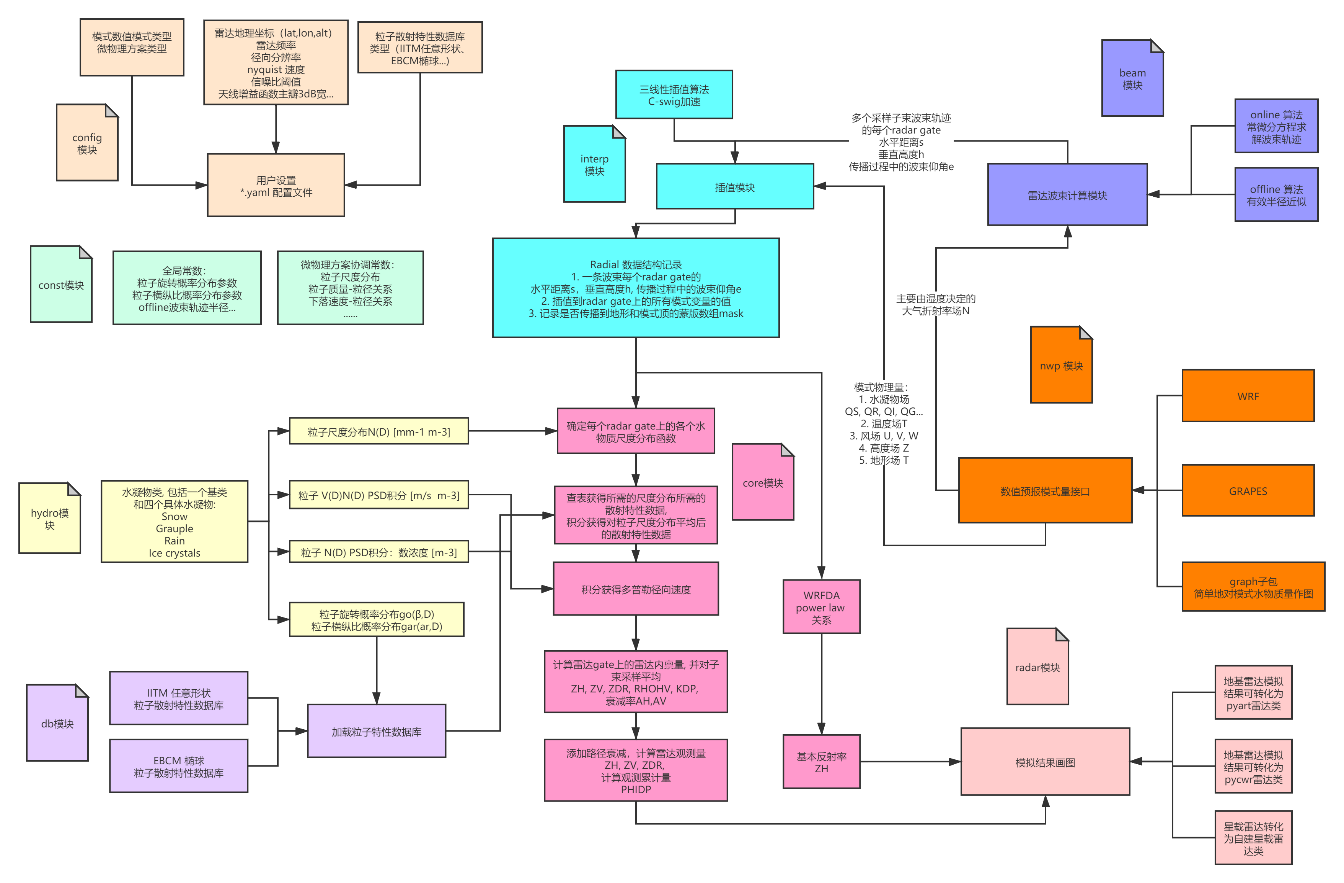 模式数值模式类型
微物理方案类型
雷达地理坐标（lat,lon,alt）
雷达频率
径向分辨率
nyquist 速度
信噪比阈值
天线增益函数主瓣3dB宽...
粒子散射特性数据库
类型（IITM任意形状、
EBCM椭球...）
config
模块
用户设置
*.yaml 配置文件
const模块
全局常数：
粒子旋转概率分布参数
粒子横纵比概率分布参数
offline波束轨迹半径...
微物理方案协调常数：
粒子尺度分布
粒子质量-粒径关系
下落速度-粒径关系
......
三线性插值算法
C-swig加速
interp
模块
插值模块
多个采样子束波束轨迹
的每个radar gate
水平距离s
垂直高度h
传播过程中的波束仰角e
beam
模块
online 算法
常微分方程求
解波束轨迹
offline 算法
有效半径近似
雷达波束计算模块
Radial 数据结构记录
1. 一条波束每个radar gate的
水平距离s，垂直高度h, 传播过程中的波束仰角e
2. 插值到radar gate上的所有模式变量的值
3. 记录是否传播到地形和模式顶的蒙版数组mask
主要由湿度决定的
大气折射率场N
nwp 模块
WRF
GRAPES
graph子包
简单地对模式水物质量作图
数值预报模式量接口
模式物理量：
1. 水凝物场
QS, QR, QI, QG...
2. 温度场T
3. 风场 U, V, W
4. 高度场 Z
5. 地形场 T
hydro模
块
水凝物类, 包括一个基类
和四个具体水凝物:
Snow
Grauple
Rain
Ice crystals
粒子尺度分布N(D) [mm-1 m-3]
粒子 V(D)N(D) PSD积分 [m/s  m-3]
粒子 N(D) PSD积分：数浓度 [m-3]
粒子旋转概率分布go(β,D)
粒子横纵比概率分布gar(ar,D)
确定每个radar gate上的各个水
物质尺度分布函数
查表获得所需的尺度分布所需的
散射特性数据,
积分获得对粒子尺度分布平均后
的散射特性数据
core模块
积分获得多普勒径向速度
计算雷达gate上的雷达内禀量, 并对子
束采样平均
ZH, ZV, ZDR, RHOHV, KDP,
衰减率AH,AV
添加路径衰减，计算雷达观测量
ZH, ZV, ZDR,
计算观测累计量
PHIDP
WRFDA
power law
关系
基本反射率
ZH
db模块
IITM 任意形状
粒子散射特性数据库
EBCM 椭球
粒子散射特性数据库
加载粒子特性数据库
radar模块
模拟结果画图
地基雷达模拟
结果可转化为
pyart雷达类
地基雷达模拟
结果可转化为
pycwr雷达类
星载雷达转化
为自建星载雷
达类